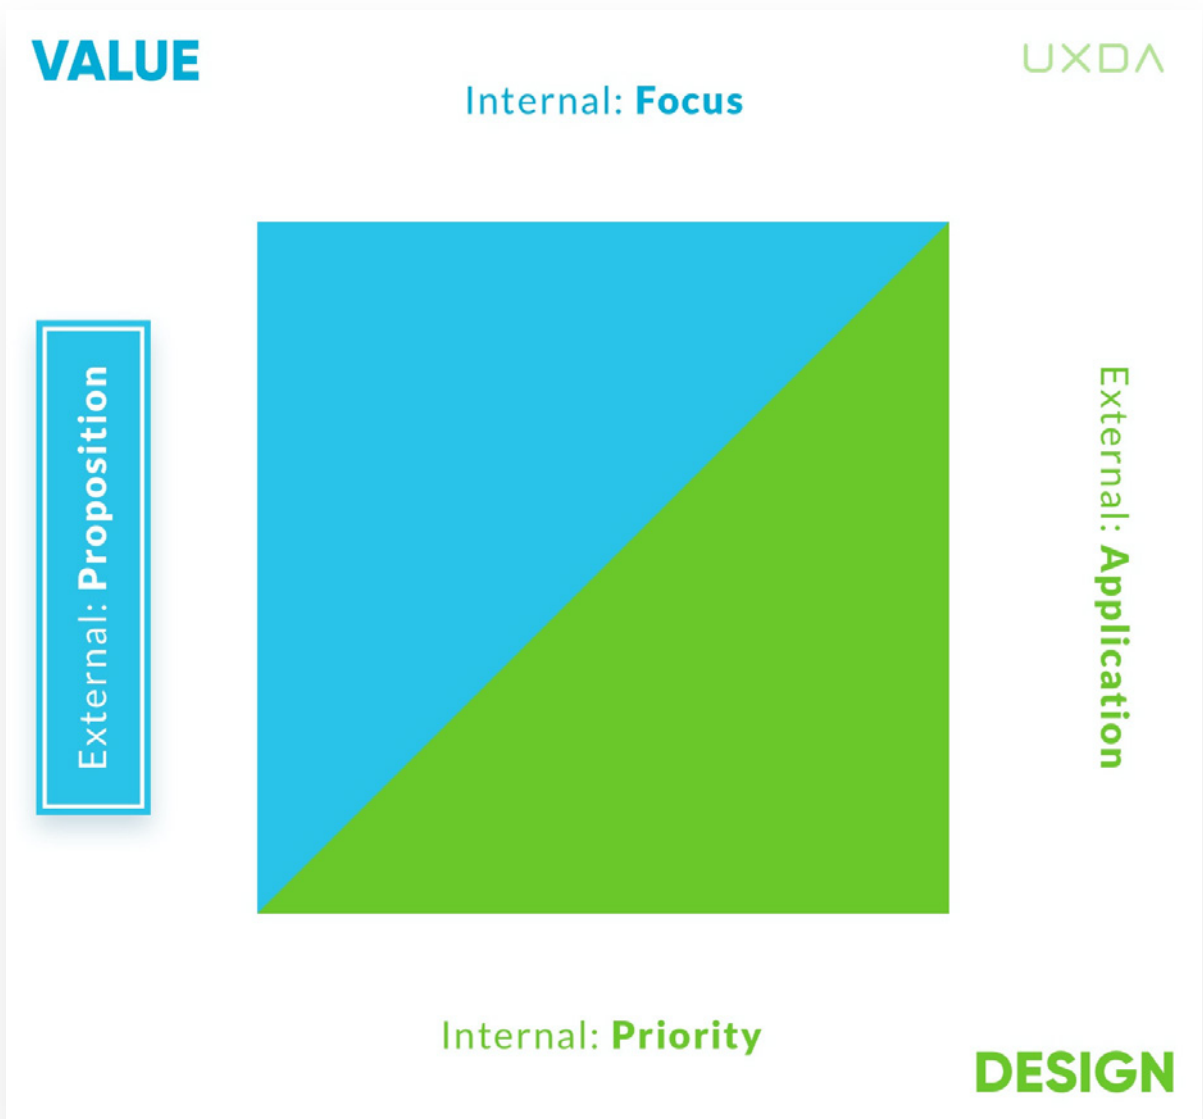 VALUE
UXDA
Internal: Focus
External: Proposition
External: Application
Internal: Priority
DESIGN